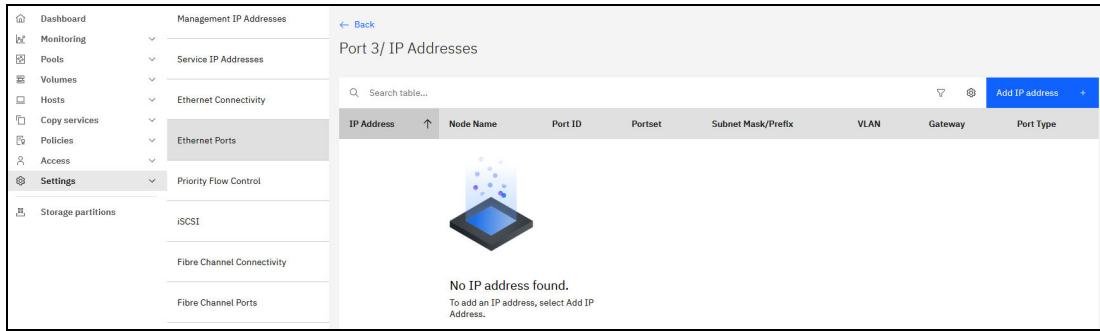 Dashboard
Monitoring
Pools
Volumes
Hosts
Copy services
Policies
Access
Settings
Storage partitions
Management IP Addresses
Service IP Addresses
Ethernet Connectivity
Ethernet Ports
Priority Flow Control
iSCSI
Fibre Channel Connectivity
Fibre Channel Ports
← Back
Port 3/ IP Addresses
Search table...
Add IP address +
IP Address ↑ Node Name Port ID Portset Subnet Mask/Prefix VLAN Gateway Port Type
No IP address found.
To add an IP address, select Add IP
Address.